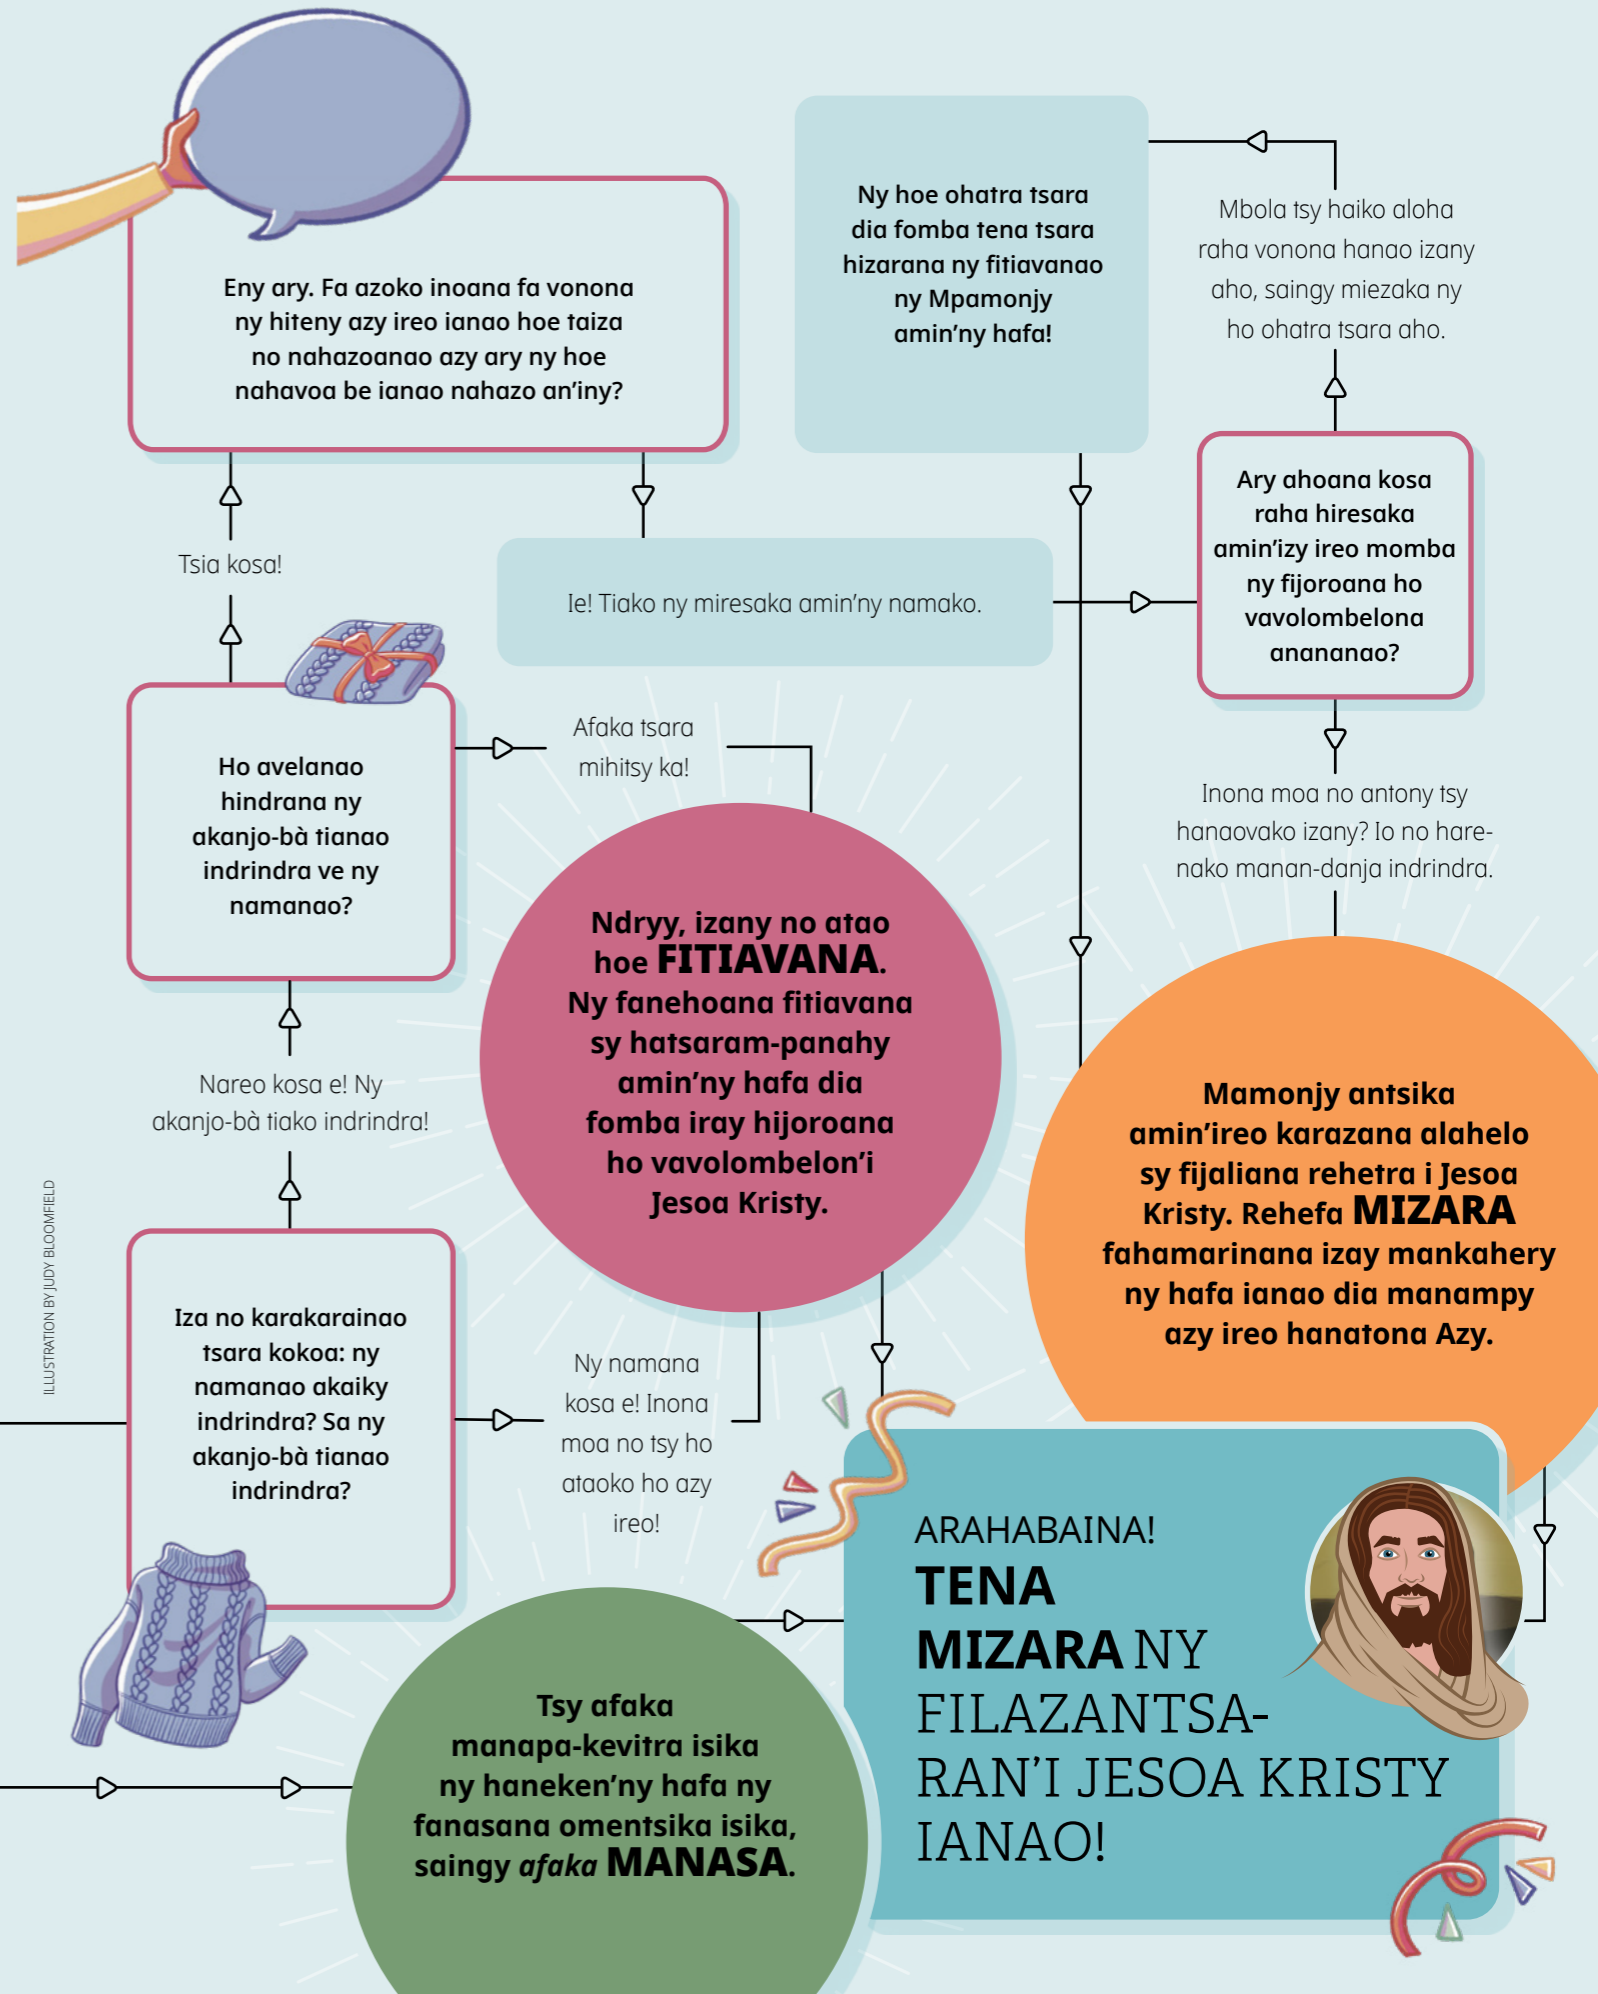 Eny ary. Fa azoko inoana fa vonona
ny hiteny azy ireo ianao hoe taiza
no nahazoanao azy ary ny hoe
nahavoa be ianao nahazo an’iny?
Ny hoe ohatra tsara
dia fomba tena tsara
hizarana ny fitiavanao
ny Mpamonjy
amin’ny hafa!
Mbola tsy haiko aloha
raha vonona hanao izany
aho, saingy miezaka ny
ho ohatra tsara aho.
Ary ahoana kosa
raha hiresaka
amin’izy ireo momba
ny fijoroana ho
vavolombelona
anananao?
Tsia kosa!
Ie! Tiako ny miresaka amin’ny namako.
Ho avelanao
hindrana ny
akanjo-bà tianao
indrindra ve ny
namanao?
Afaka tsara
mihitsy ka!
Inona moa no antony tsy
hanaovako izany? Io no hare-
nako manan-danja indrindra.
Ndryy, izany no atao
hoe FITIAVANA.
Ny fanehoana fitiavana
sy hatsaram-panahy
amin’ny hafa dia
fomba iray hijoroana
ho vavolombelon’i
Jesoa Kristy.
Nareo kosa e! Ny
akanjo-bà tiako indrindra!
Mamonjy antsika
amin’ireo karazana alahelo
sy fijaliana rehetra i Jesoa
Kristy. Rehefa MIZARA
fahamarinana izay mankahery
ny hafa ianao dia manampy
azy ireo hanatona Azy.
ILLUSTRATION BY JUDY BLOOMFIELD
Iza no karakarainao
tsara kokoa: ny
namanao akaiky
indrindra? Sa ny
akanjo-bà tianao
indrindra?
Ny namana
kosa e! Inona
moa no tsy ho
ataoko ho azy
ireo!
Tsy afaka
manapa-kevitra isika
ny haneken’ny hafa ny
fanasana omentsika isika,
saingy afaka MANASA.
ARAHABAINA!
TENA
MIZARA NY
FILAZANTSA-
RAN’I JESOA KRISTY
IANAO!